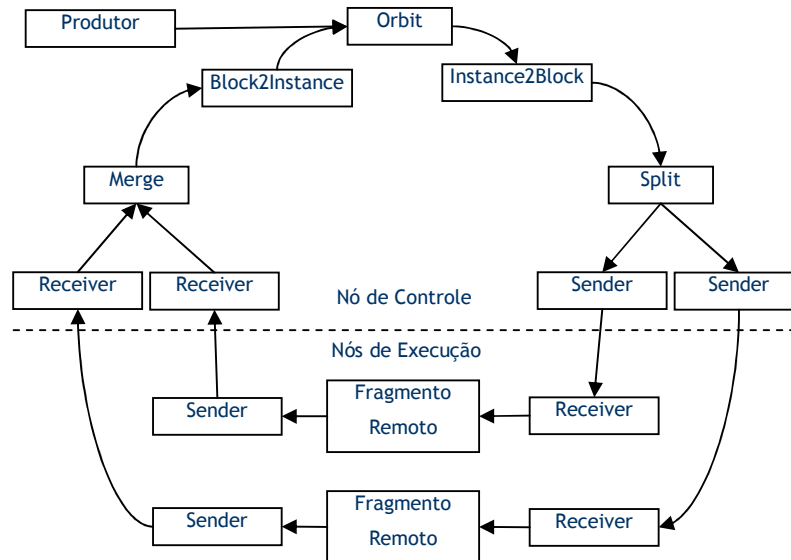 Produtor
Orbit
Block2Instance
Instance2Block
Merge
Split
Receiver
Receiver
Nó de Controle
Sender
Sender
Nós de Execução
Sender
Fragmento
Remoto
Receiver
Sender
Fragmento
Remoto
Receiver